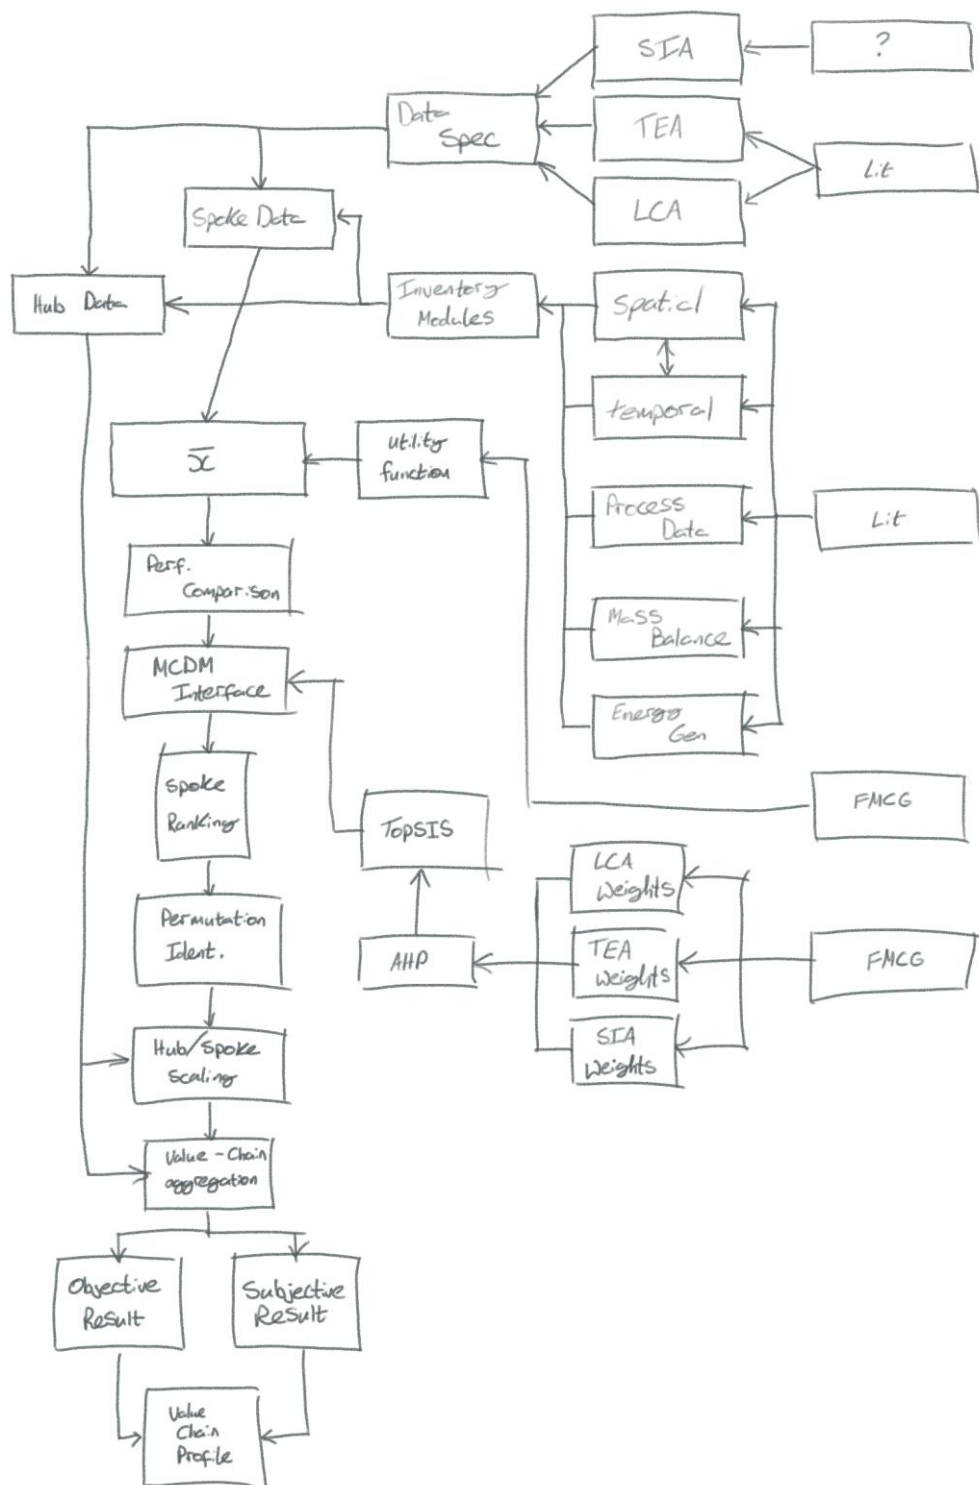 SIA
?
Data
Spec
TEA
Lit
LCA
Spoke Data
Hub Data
Inventory
Modules
Spatial
temporal
x̄
utility
function
Process
Data
Lit
Perf.
Comparison
Mass
Balance
MCDM
Interface
Energy
Gen
Spoke
Ranking
TopSIS
FMCG
LCA
Weights
Permutation
Ident.
AHP
TEA
Weights
FMCG
Hub/Spoke
Scaling
SIA
Weights
Value-Chain
aggregation
Objective
Result
Subjective
Result
Value
Chain
Profile